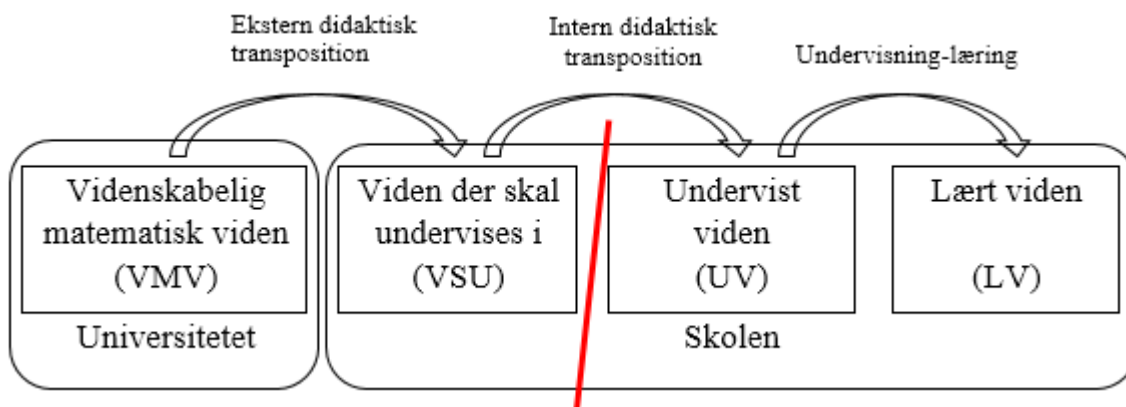 Ekstern didaktisk
transposition
Intern didaktisk
transposition
Undervisning-læring
Videnskabelig
matematisk viden
(VMV)
Universitetet
Viden der skal
undervises i
(VSU)
Undervist
viden
(UV)
Lært viden
(LV)
Skolen